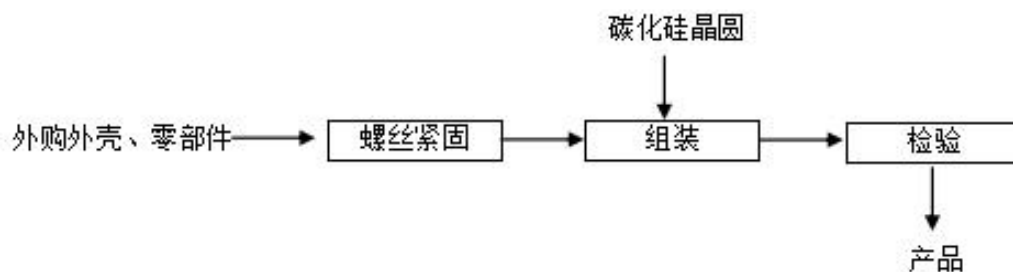 碳化硅晶圆
外购外壳、零部件
螺丝紧固
组装
检验
产品